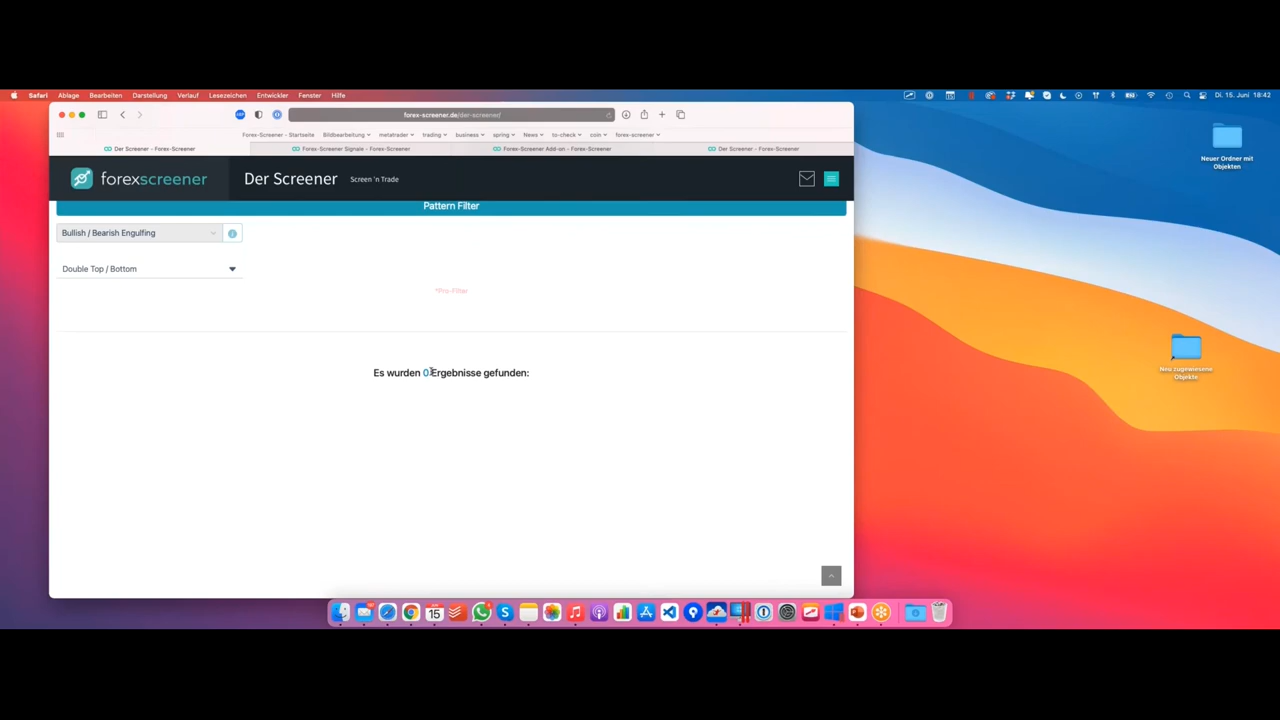 Safari Ablage Bearbeiten Darstellung Verlauf Lesezeichen Entwickler Fenster Hilfe
Di. 15. Juni 18:42
forex-screener.de/der-screener/
Forex-Screener - Startseite Bildbearbeitung metatrader trading business spring News to-check coin forex-screener
Der Screener - Forex-Screener
Forex-Screener Signale - Forex-Screener
Forex-Screener Add-on - Forex-Screener
Der Screener - Forex-Screener
forexscreener
Der Screener
Screen 'n Trade
Pattern Filter
Bullish / Bearish Engulfing
Double Top / Bottom
*Pro-Filter
Es wurden 0 Ergebnisse gefunden:
Neuer Ordner mit
Objekten
Neu zugewiesene
Objekte
15